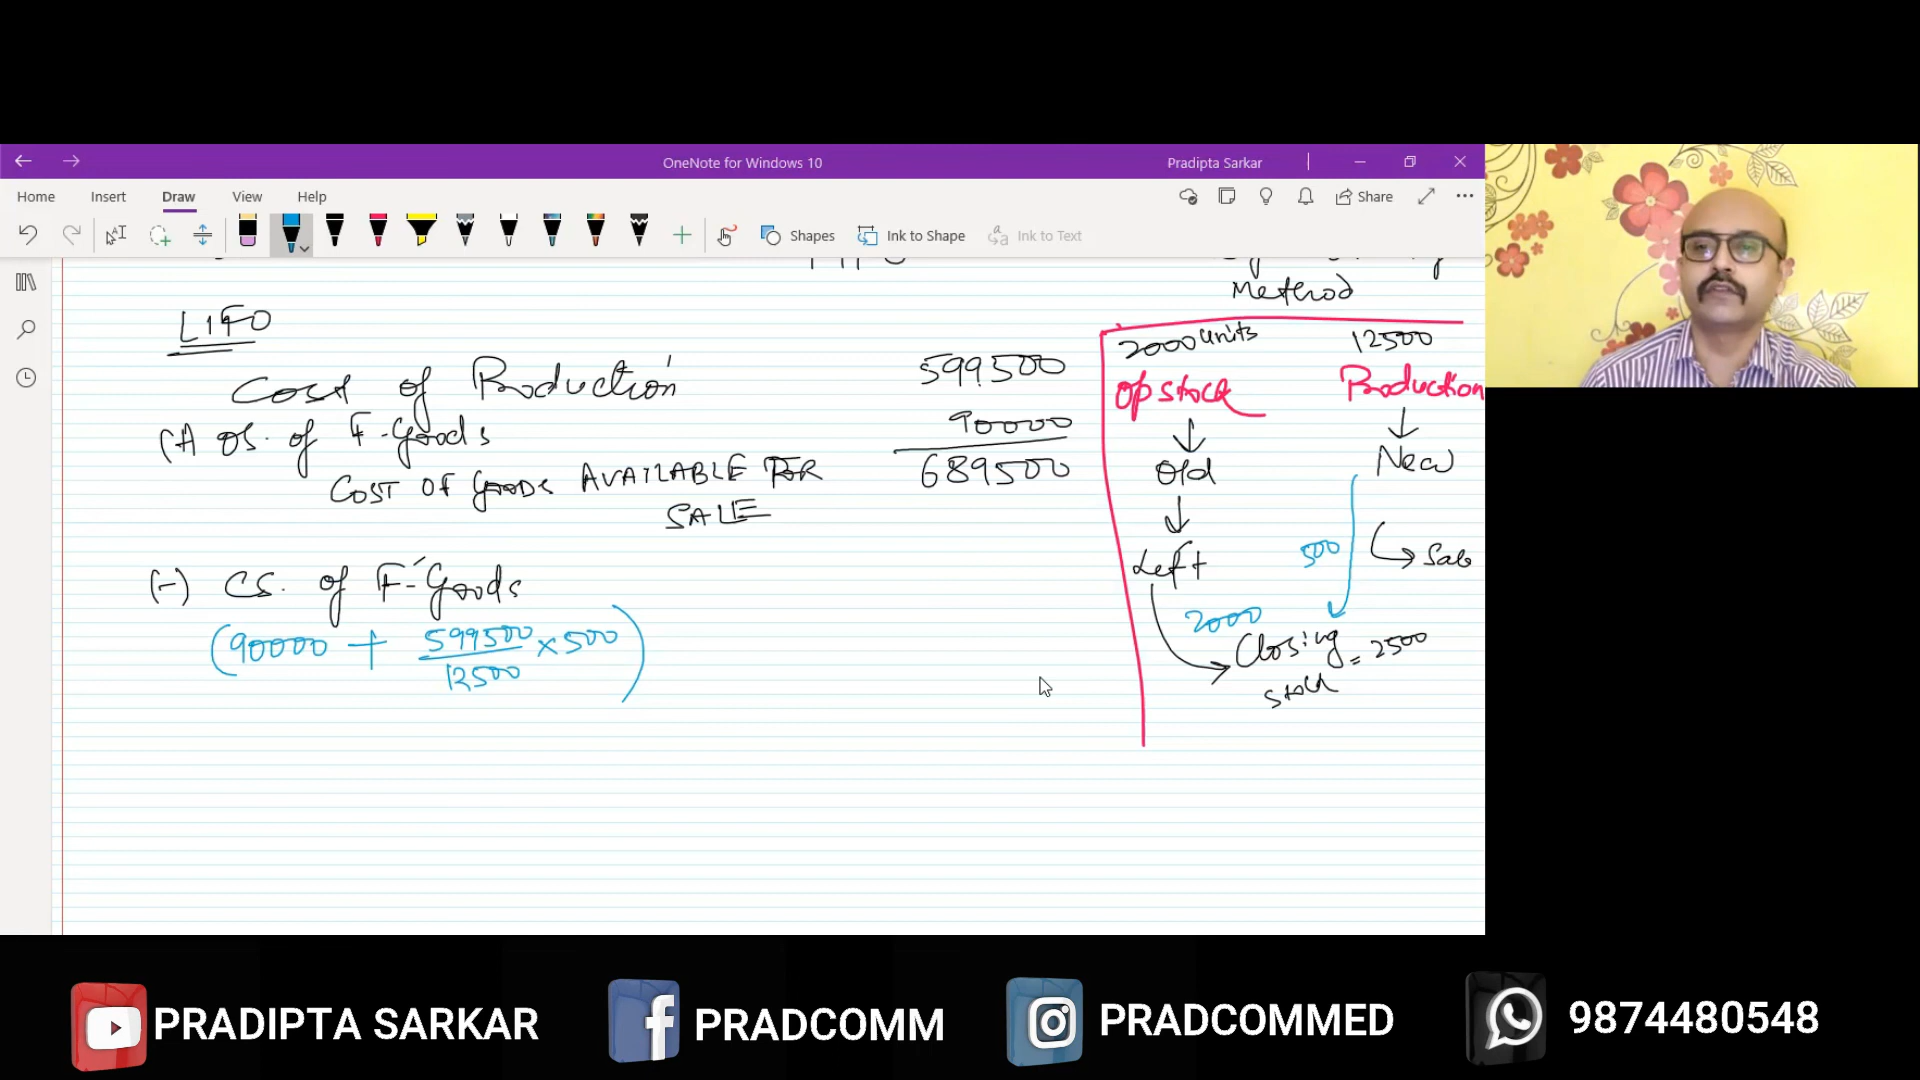 OneNote for Windows 10
Pradipta Sarkar
Home Insert Draw View Help
Share
Shapes
Ink to Shape
Ink to Text
Method
LIFO
Cost of Production 599500
(A OS. of F-Goods 90000
COST OF GOODS AVAILABLE FOR SALE 689500
(-) CS. of F-Goods
(90000 + 599500/12500 × 500)
2000 units 12500
Op stock Production
↓ ↓
Old New
↓
Left 500 Sale
2000
Closing stock = 2500
PRADIPTA SARKAR
PRADCOMM
PRADCOMMED
9874480548